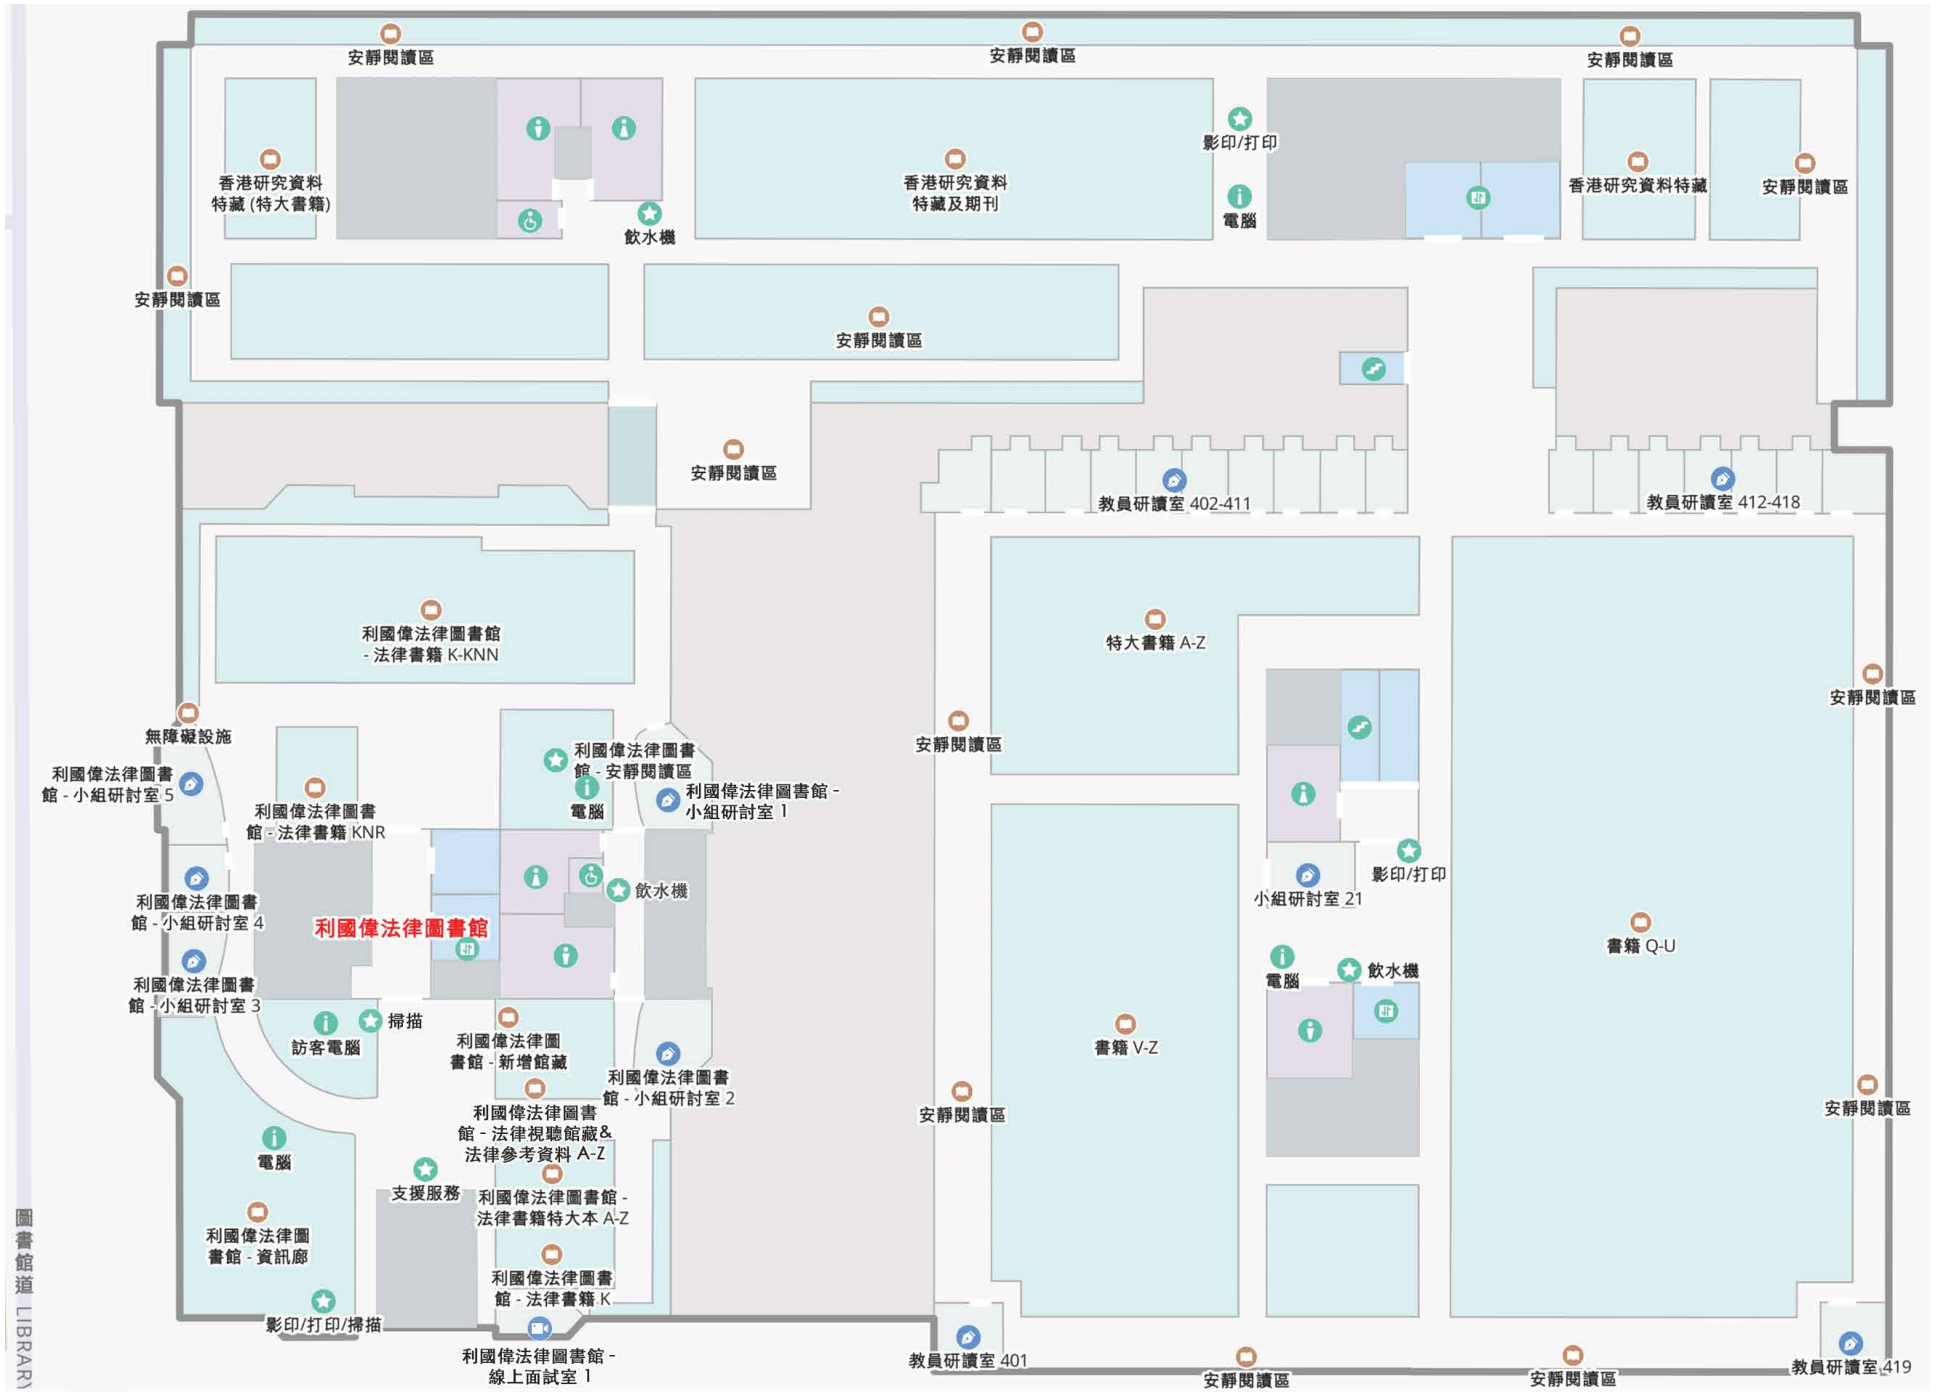 安靜閱讀區
安靜閱讀區
安靜閱讀區
影印/打印
香港研究資料
特藏 (特大書籍)
香港研究資料
特藏及期刊
香港研究資料特藏
安靜閱讀區
飲水機
電腦
安靜閱讀區
安靜閱讀區
安靜閱讀區
教員研讀室 402-411
教員研讀室 412-418
利國偉法律圖書館
- 法律書籍 K-KNN
特大書籍 A-Z
安靜閱讀區
無障礙設施
安靜閱讀區
利國偉法律圖書
館 - 安靜閱讀區
利國偉法律圖書
館 - 小組研討室 5
利國偉法律圖書館 -
小組研討室 1
電腦
利國偉法律圖書
館 - 法律書籍 KNR
影印/打印
飲水機
小組研討室 21
利國偉法律圖書
館 - 小組研討室 4
利國偉法律圖書館
書籍 Q-U
電腦
飲水機
利國偉法律圖書
館 - 小組研討室 3
掃描
訪客電腦
利國偉法律圖
書館 - 新增館藏
書籍 V-Z
利國偉法律圖書
館 - 小組研討室 2
安靜閱讀區
安靜閱讀區
利國偉法律圖書
館 - 法律視聽館藏&
法律參考資料 A-Z
電腦
支援服務
利國偉法律圖書館 -
法律書籍特大本 A-Z
利國偉法律圖
書館 - 資訊廊
利國偉法律圖書
館 - 法律書籍 K
影印/打印/掃描
利國偉法律圖書館 -
線上面試室 1
教員研讀室 401
安靜閱讀區
安靜閱讀區
教員研讀室 419
圖書館道 LIBRARY